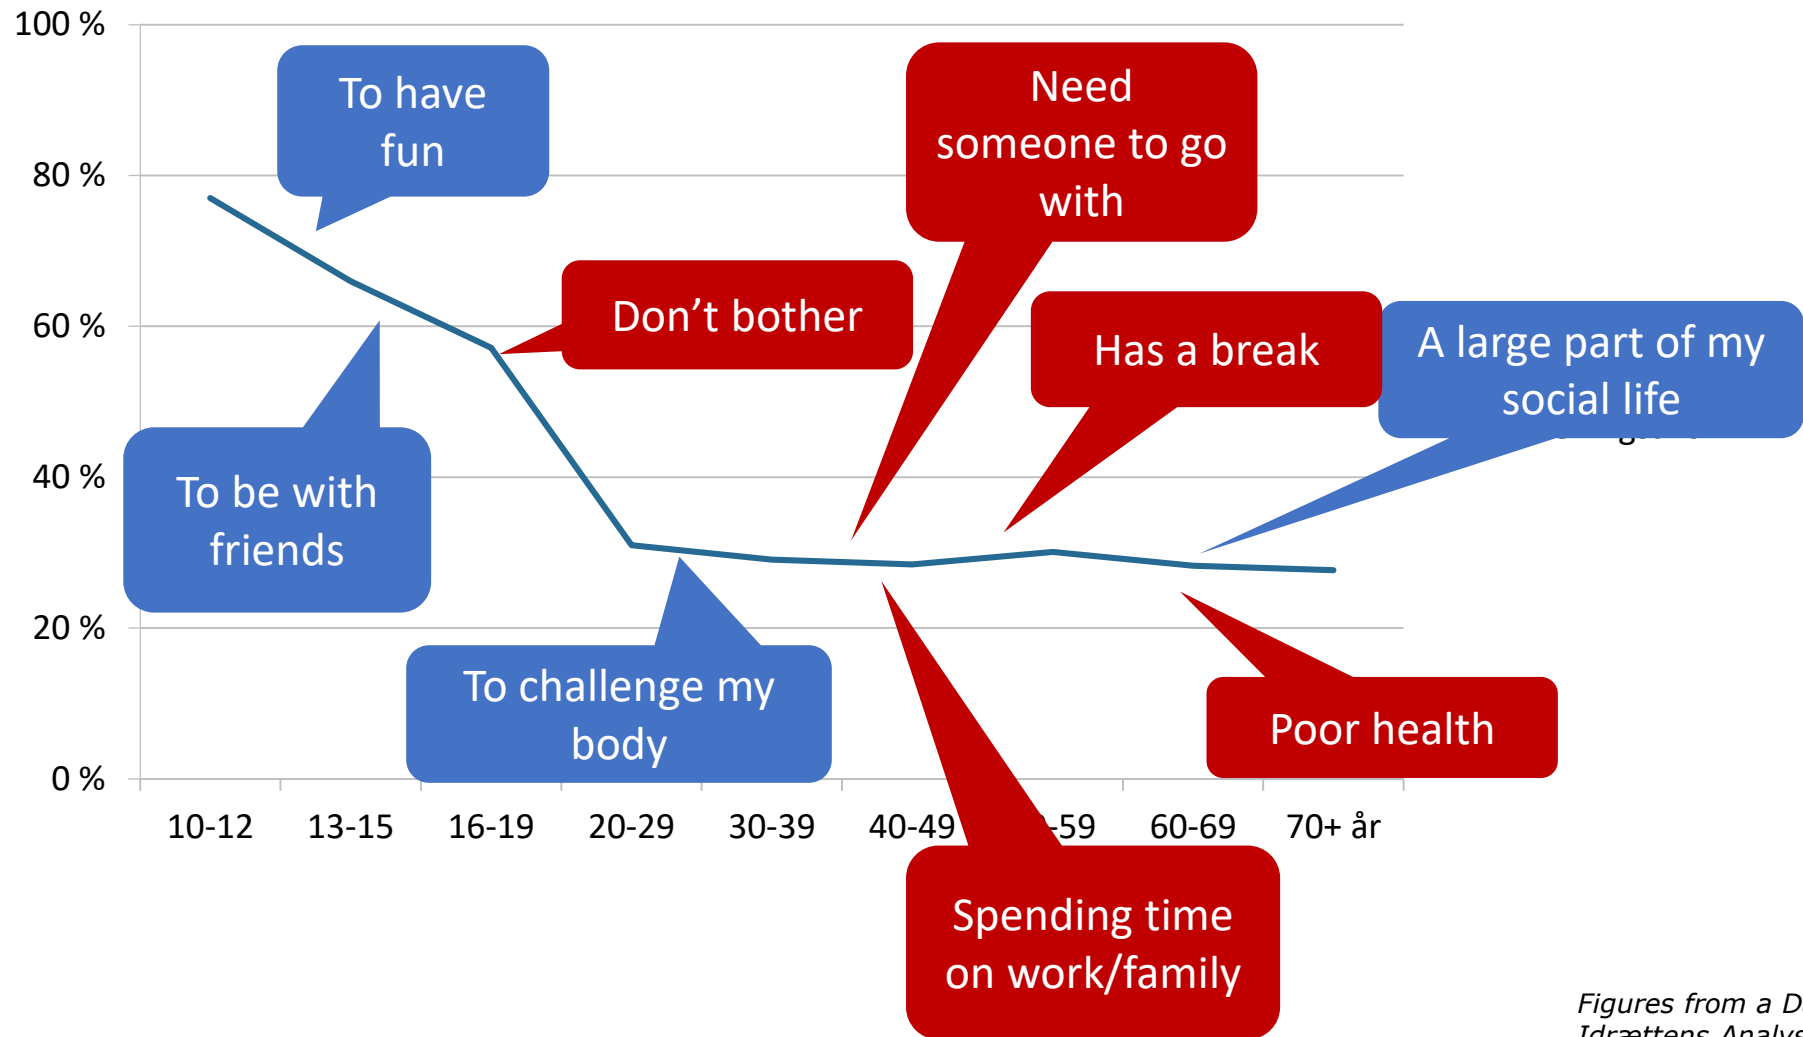 100 %
80 %
60 %
40 %
20 %
0 %
To have
fun
Need
someone to go
with
Don’t bother
Has a break
A large part of my
social life
To be with
friends
To challenge my
body
Poor health
10-12
13-15
16-19
20-29
30-39
40-49
-59
60-69
70+ år
Spending time
on work/family
Figures from a
Idrættens